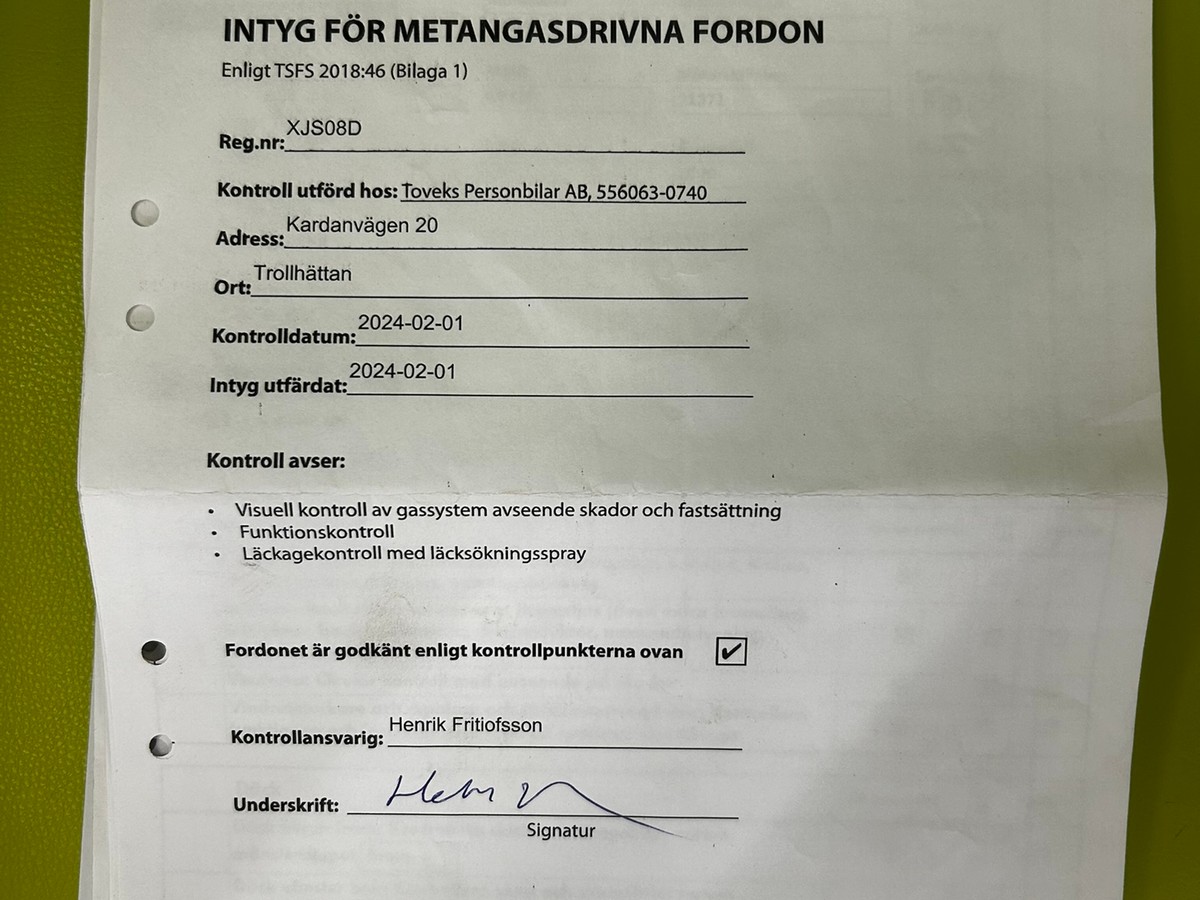 INTYG FÖR METANGASDRIVNA FORDON
Enligt TSFS 2018:46 (Bilaga 1)
Reg.nr: XJS08D
Kontroll utförd hos: Toveks Personbilar AB, 556063-0740
Adress: Kardanvägen 20
Ort: Trollhättan
Kontrolldatum: 2024-02-01
Intyg utfärdat: 2024-02-01
Kontroll avser:
• Visuell kontroll av gassystem avseende skador och fastsättning
• Funktionskontroll
• Läckagekontroll med läcksökningsspray
Fordonet är godkänt enligt kontrollpunkterna ovan ✔
Kontrollansvarig: Henrik Fritiofsson
Underskrift:
Signatur